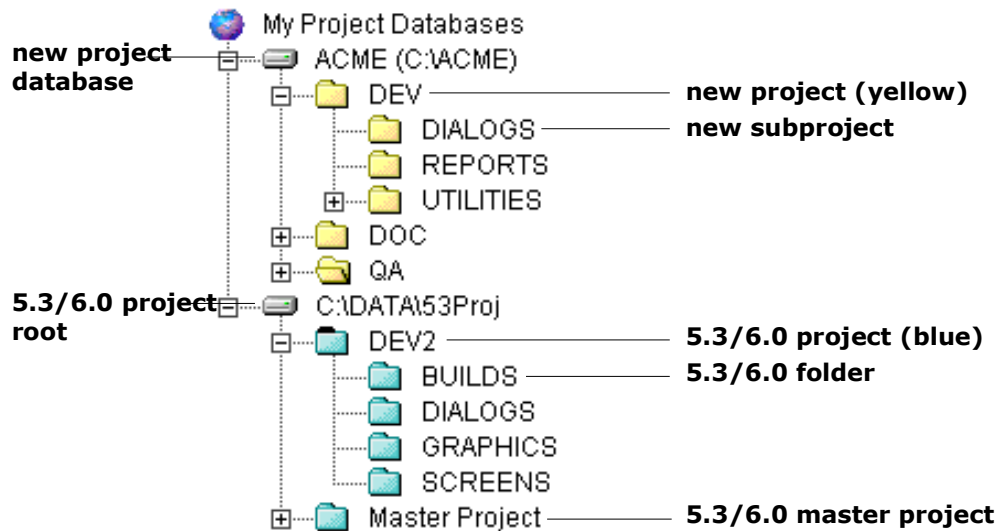 My Project Databases
new project database
ACME (C:\ACME)
DEV
new project (yellow)
DIALOGS
new subproject
REPORTS
UTILITIES
DOC
QA
5.3/6.0 project root
C:\DATA\53Proj
DEV2
5.3/6.0 project (blue)
BUILDS
5.3/6.0 folder
DIALOGS
GRAPHICS
SCREENS
Master Project
5.3/6.0 master project